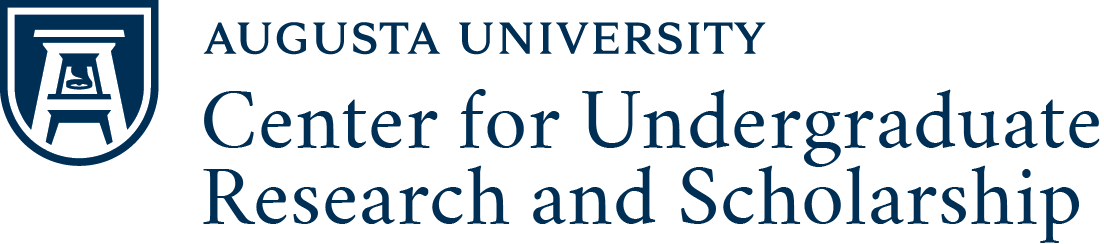 AUGUSTA UNIVERSITY
Center for Undergraduate
Research and Scholarship